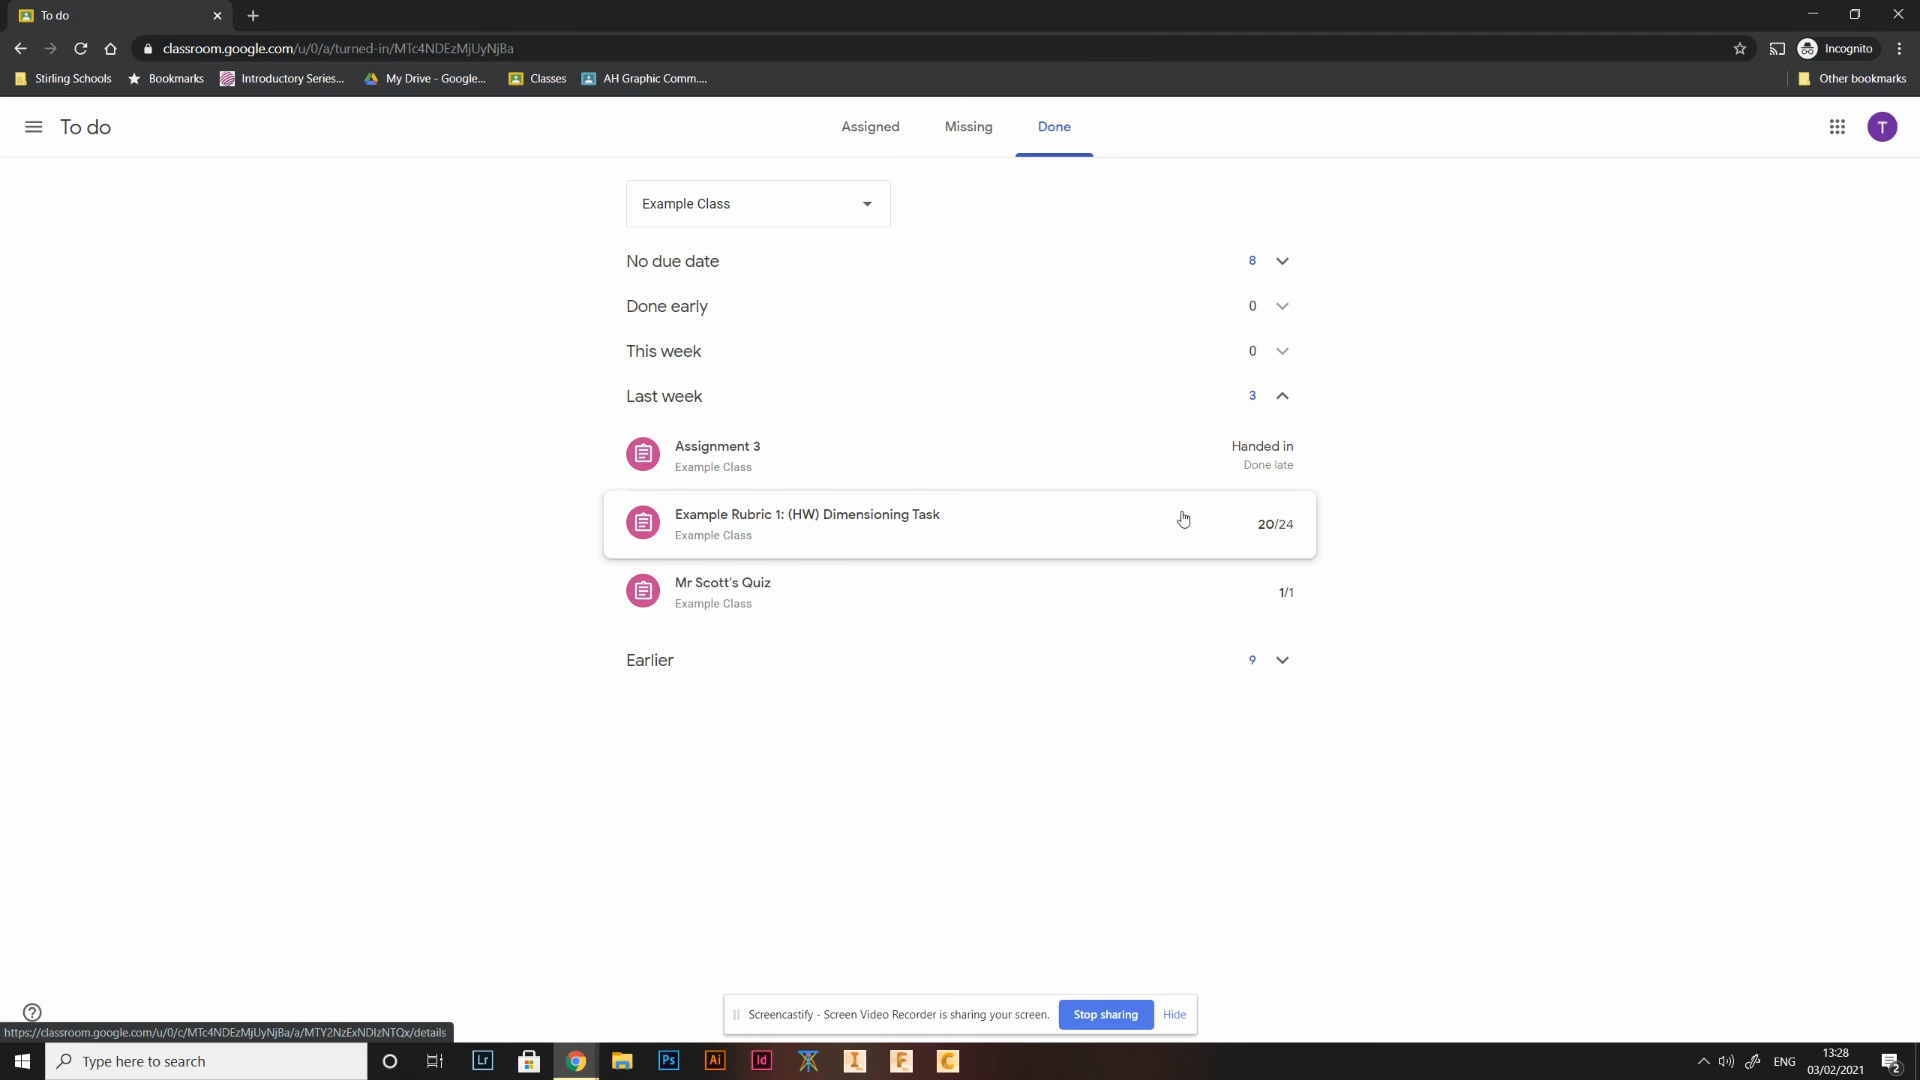 To do
classroom.google.com/u/0/a/turned-in/MTc4NDEzMjUyNjBa
Incognito
Stirling Schools
Bookmarks
Introductory Series...
My Drive - Google...
Classes
AH Graphic Comm....
Other bookmarks
To do
Assigned
Missing
Done
T
Example Class
No due date
8
Done early
0
This week
0
Last week
3
Assignment 3
Handed in
Example Class
Done late
Example Rubric 1: (HW) Dimensioning Task
20/24
Example Class
Mr Scott's Quiz
1/1
Example Class
Earlier
9
Screencastify - Screen Video Recorder is sharing your screen.
Stop sharing
Hide
https://classroom.google.com/u/0/c/MTc4NDEzMjUyNjBa/a/MTY2NzExNDIzNTQx/details
Type here to search
Lr
Ps
Ai
Id
I
F
C
ENG
13:28
03/02/2021
2